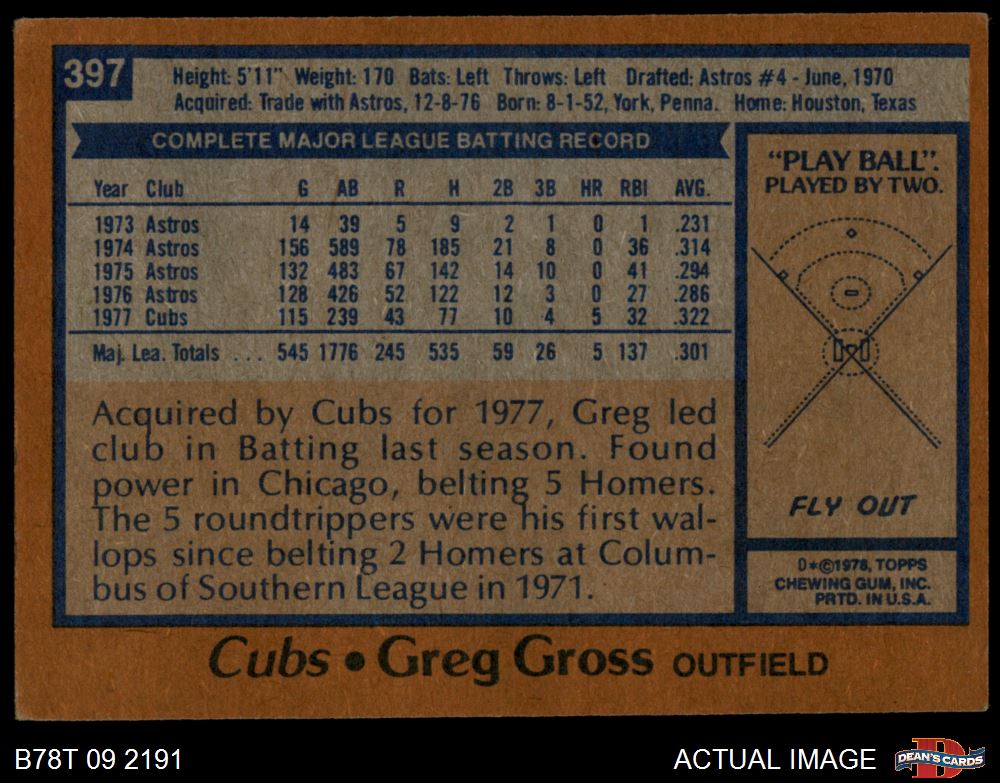 397
Height: 5'11" Weight: 170 Bats: Left Throws: Left Drafted: Astros #4 - June, 1970
Acquired: Trade with Astros, 12-8-76 Born: 8-1-52, York, Penna. Home: Houston, Texas
COMPLETE MAJOR LEAGUE BATTING RECORD
Year Club G AB R H 2B 3B HR RBI AVG.
1973 Astros 14 39 5 9 2 1 0 1 .231
1974 Astros 156 589 78 185 21 8 0 36 .314
1975 Astros 132 483 67 142 14 10 0 41 .294
1976 Astros 128 426 52 122 12 3 0 27 .286
1977 Cubs 115 239 43 77 10 4 5 32 .322
Maj. Lea. Totals . . . 545 1776 245 535 59 26 5 137 .301
Acquired by Cubs for 1977, Greg led
club in Batting last season. Found
power in Chicago, belting 5 Homers.
The 5 roundtrippers were his first wal-
lops since belting 2 Homers at Colum-
bus of Southern League in 1971.
"PLAY BALL":
PLAYED BY TWO.
FLY OUT
D*©1978, TOPPS
CHEWING GUM, INC.
PRTD. IN U.S.A.
Cubs • Greg Gross OUTFIELD
B78T 09 2191
ACTUAL IMAGE
D
DEAN'S CARDS